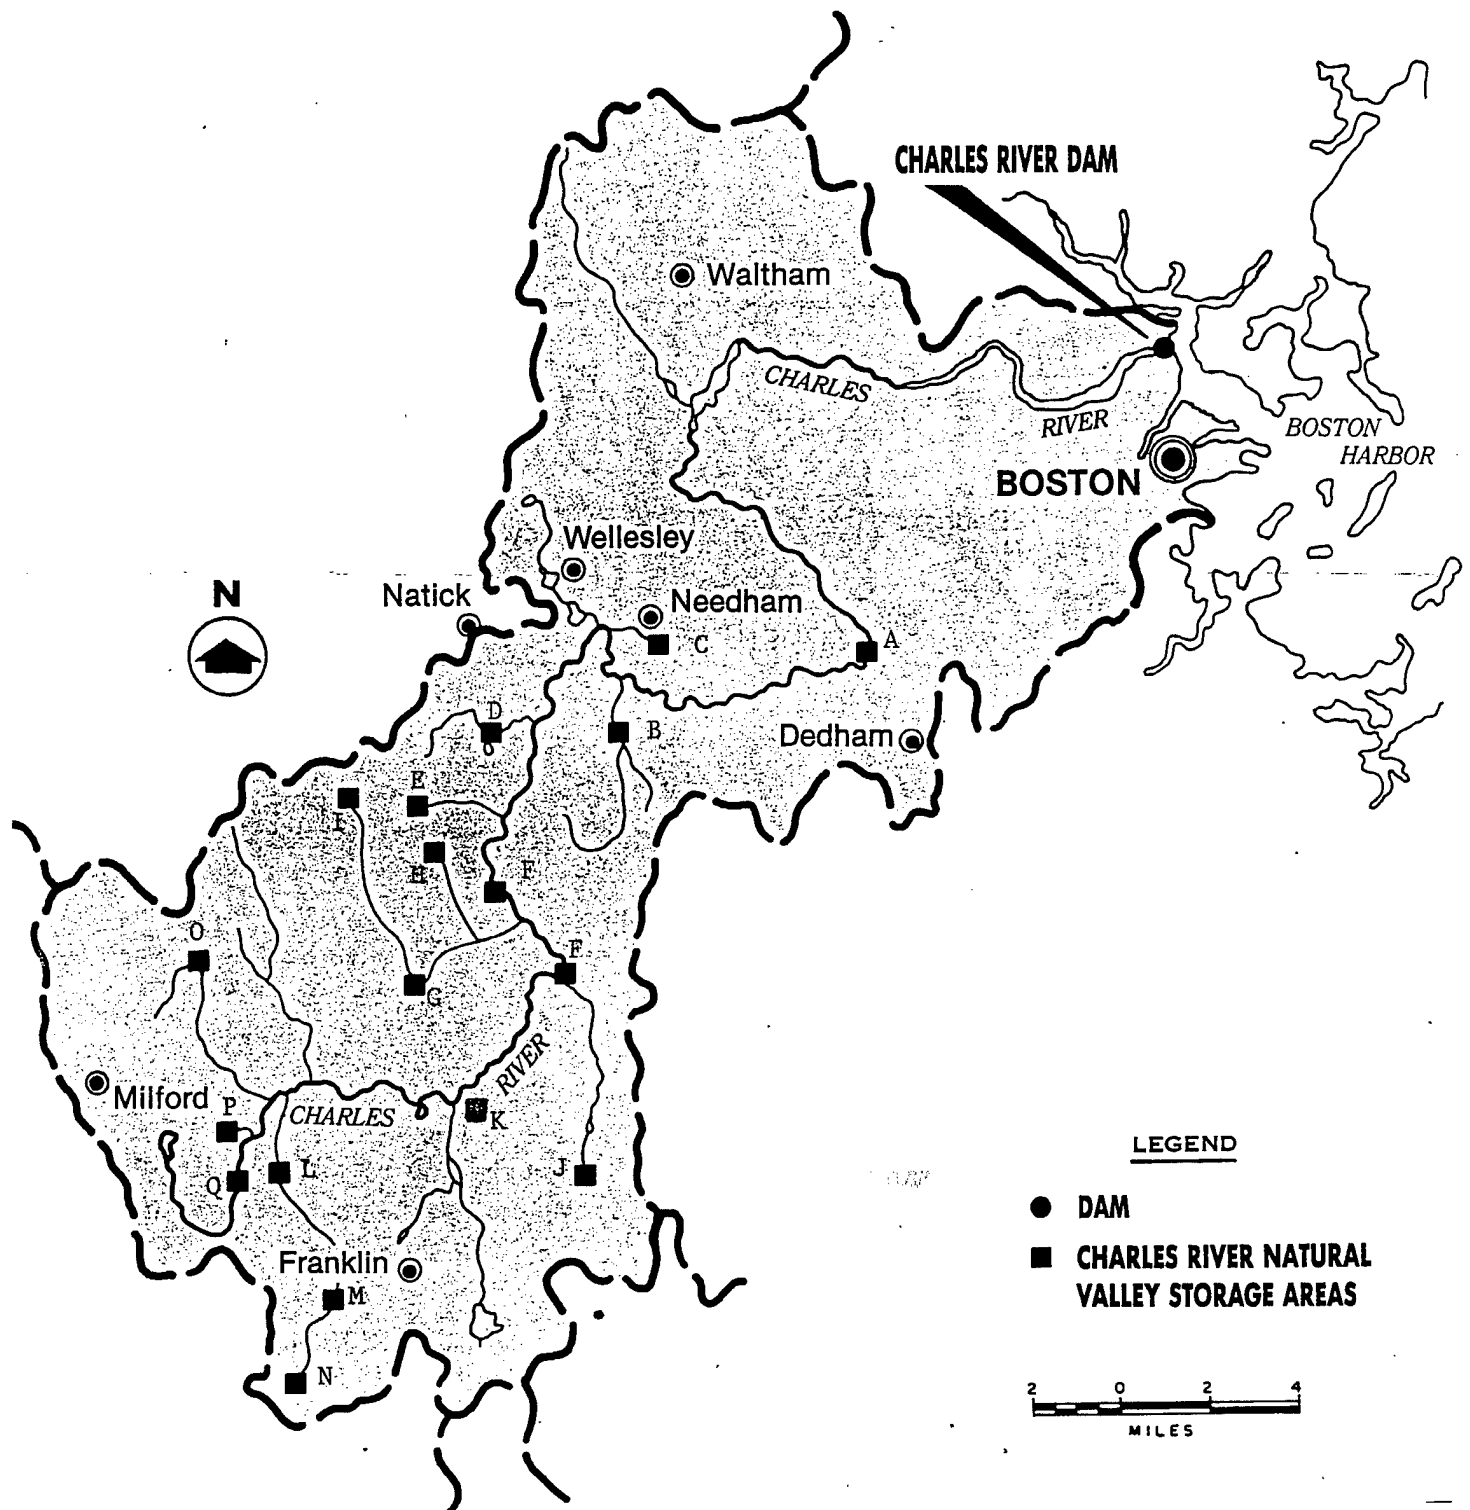 CHARLES RIVER DAM
Waltham
CHARLES
RIVER
BOSTON
HARBOR
BOSTON
Wellesley
Natick
Needham
N
C
A
D
B
Dedham
E
I
H
F
O
F
G
RIVER
Milford
P
CHARLES
K
L
J
Q
Franklin
M
N
LEGEND
DAM
CHARLES RIVER NATURAL
VALLEY STORAGE AREAS
2 0 2 4
MILES